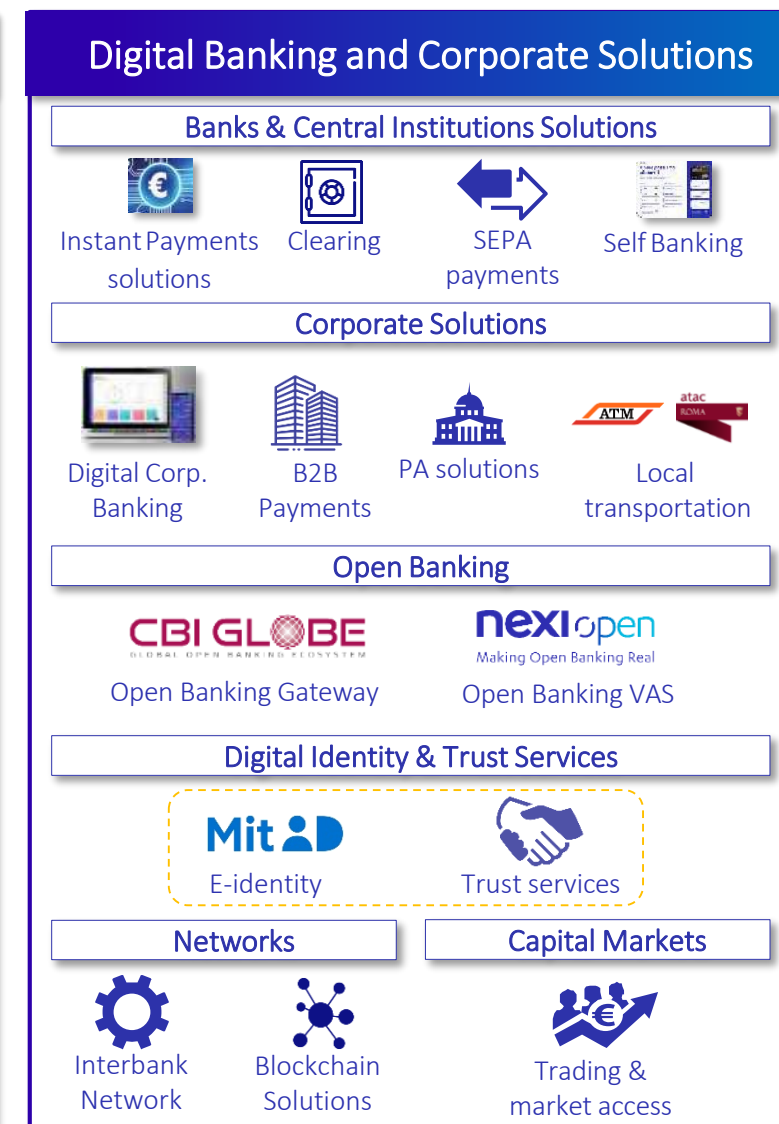 Digital Banking and Corporate Solutions
Banks & Central Institutions Solutions
Instant Payments
solutions
Clearing
SEPA
payments
Self Banking
Corporate Solutions
ATM
atac
ROMA
Digital Corp.
Banking
B2B
Payments
PA solutions
Local
transportation
Open Banking
CBI GLOBE
GLOBAL OPEN BANKING ECOSYSTEM
Open Banking Gateway
nexi open
Making Open Banking Real
Open Banking VAS
Digital Identity & Trust Services
Mit ID
E-identity
Trust services
Networks
Capital Markets
Interbank
Network
Blockchain
Solutions
Trading &
market access